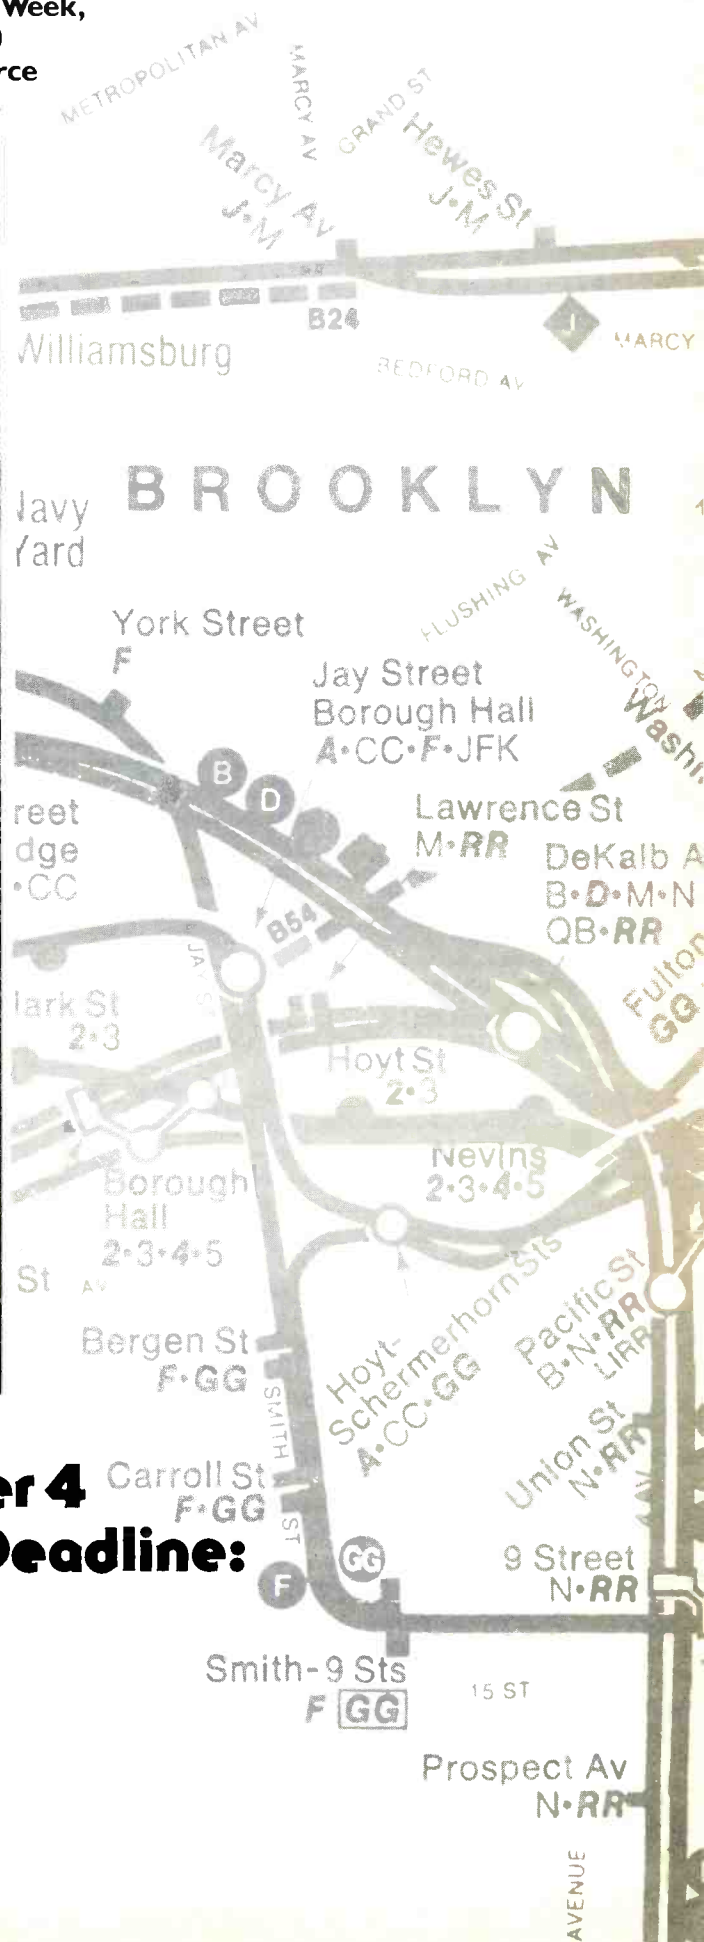 Week,
rce
METROPOLITAN AV
MARCY AV
GRAND ST
Marcy Av
J•M
Hewes St
J•M
B24
J
MARCY
Williamsburg
BEDFORD AV
BROOKLYN
Navy
Yard
FLUSHING AV
WASHINGTON
Washi
York Street
F
Jay Street
Borough Hall
A•CC•F•JFK
B
D
Lawrence St
M•RR
reet
dge
•CC
DeKalb A
B•D•M•N
QB•RR
B54
JAY S
Fulton
GG
lark St
2•3
Hoyt St
2•3
Nevins
2•3•4•5
Borough
Hall
2•3•4•5
St
AV
Hoyt-
Schermerhorn Sts
A•CC•GG
Pacific St
B•N•RR
LIRR
Bergen St
F•GG
SMITH ST
Union St
N•RR
er 4
Carroll St
F•GG
Deadline:
F
GG
9 Street
N•RR
Smith-9 Sts
F GG
15 ST
Prospect Av
N•RR
AVENUE